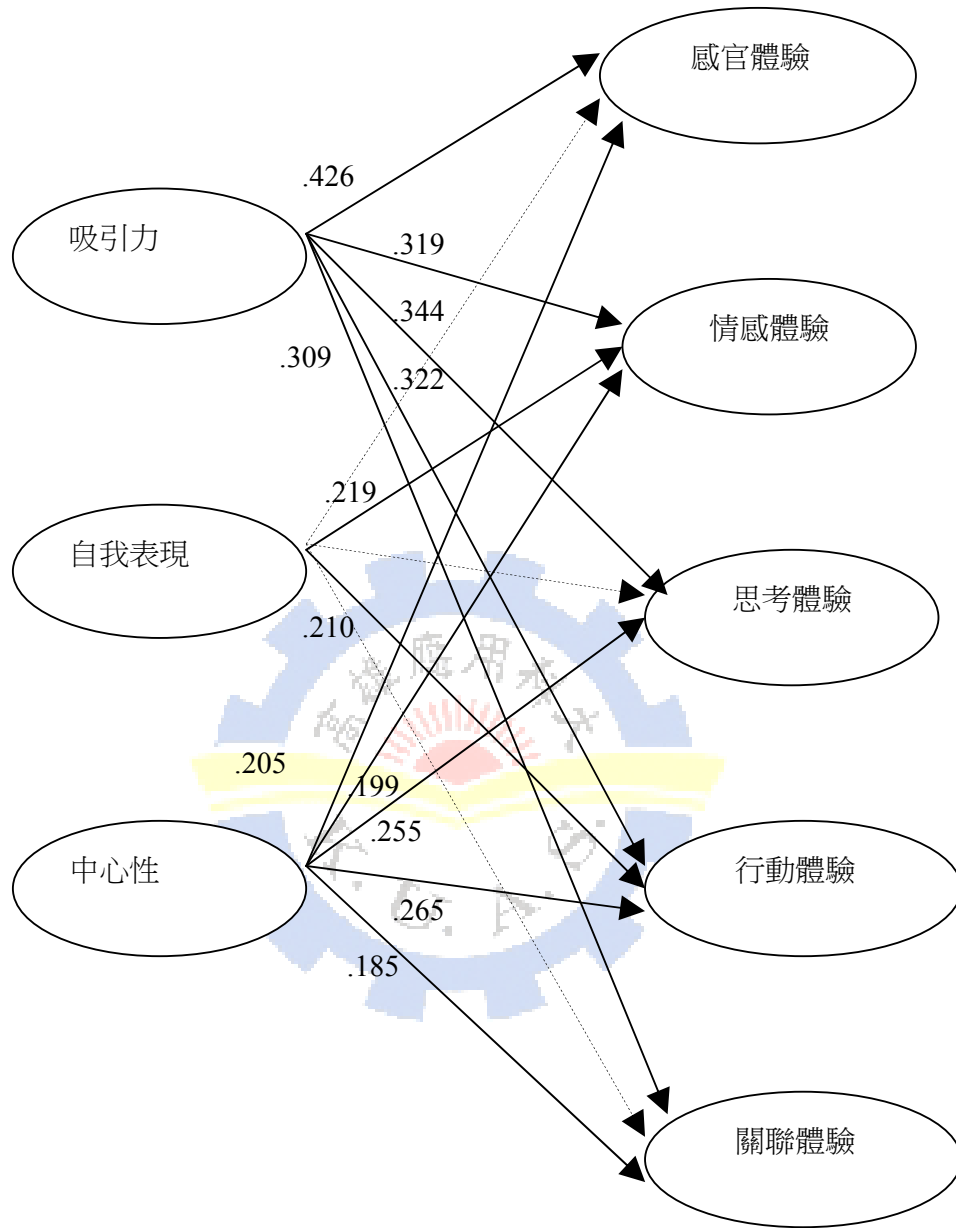 感官體驗
.426
吸引力
.319
.344
情感體驗
.309
.322
.219
自我表現
思考體驗
.210
.205
.199
.255
中心性
行動體驗
.265
.185
關聯體驗